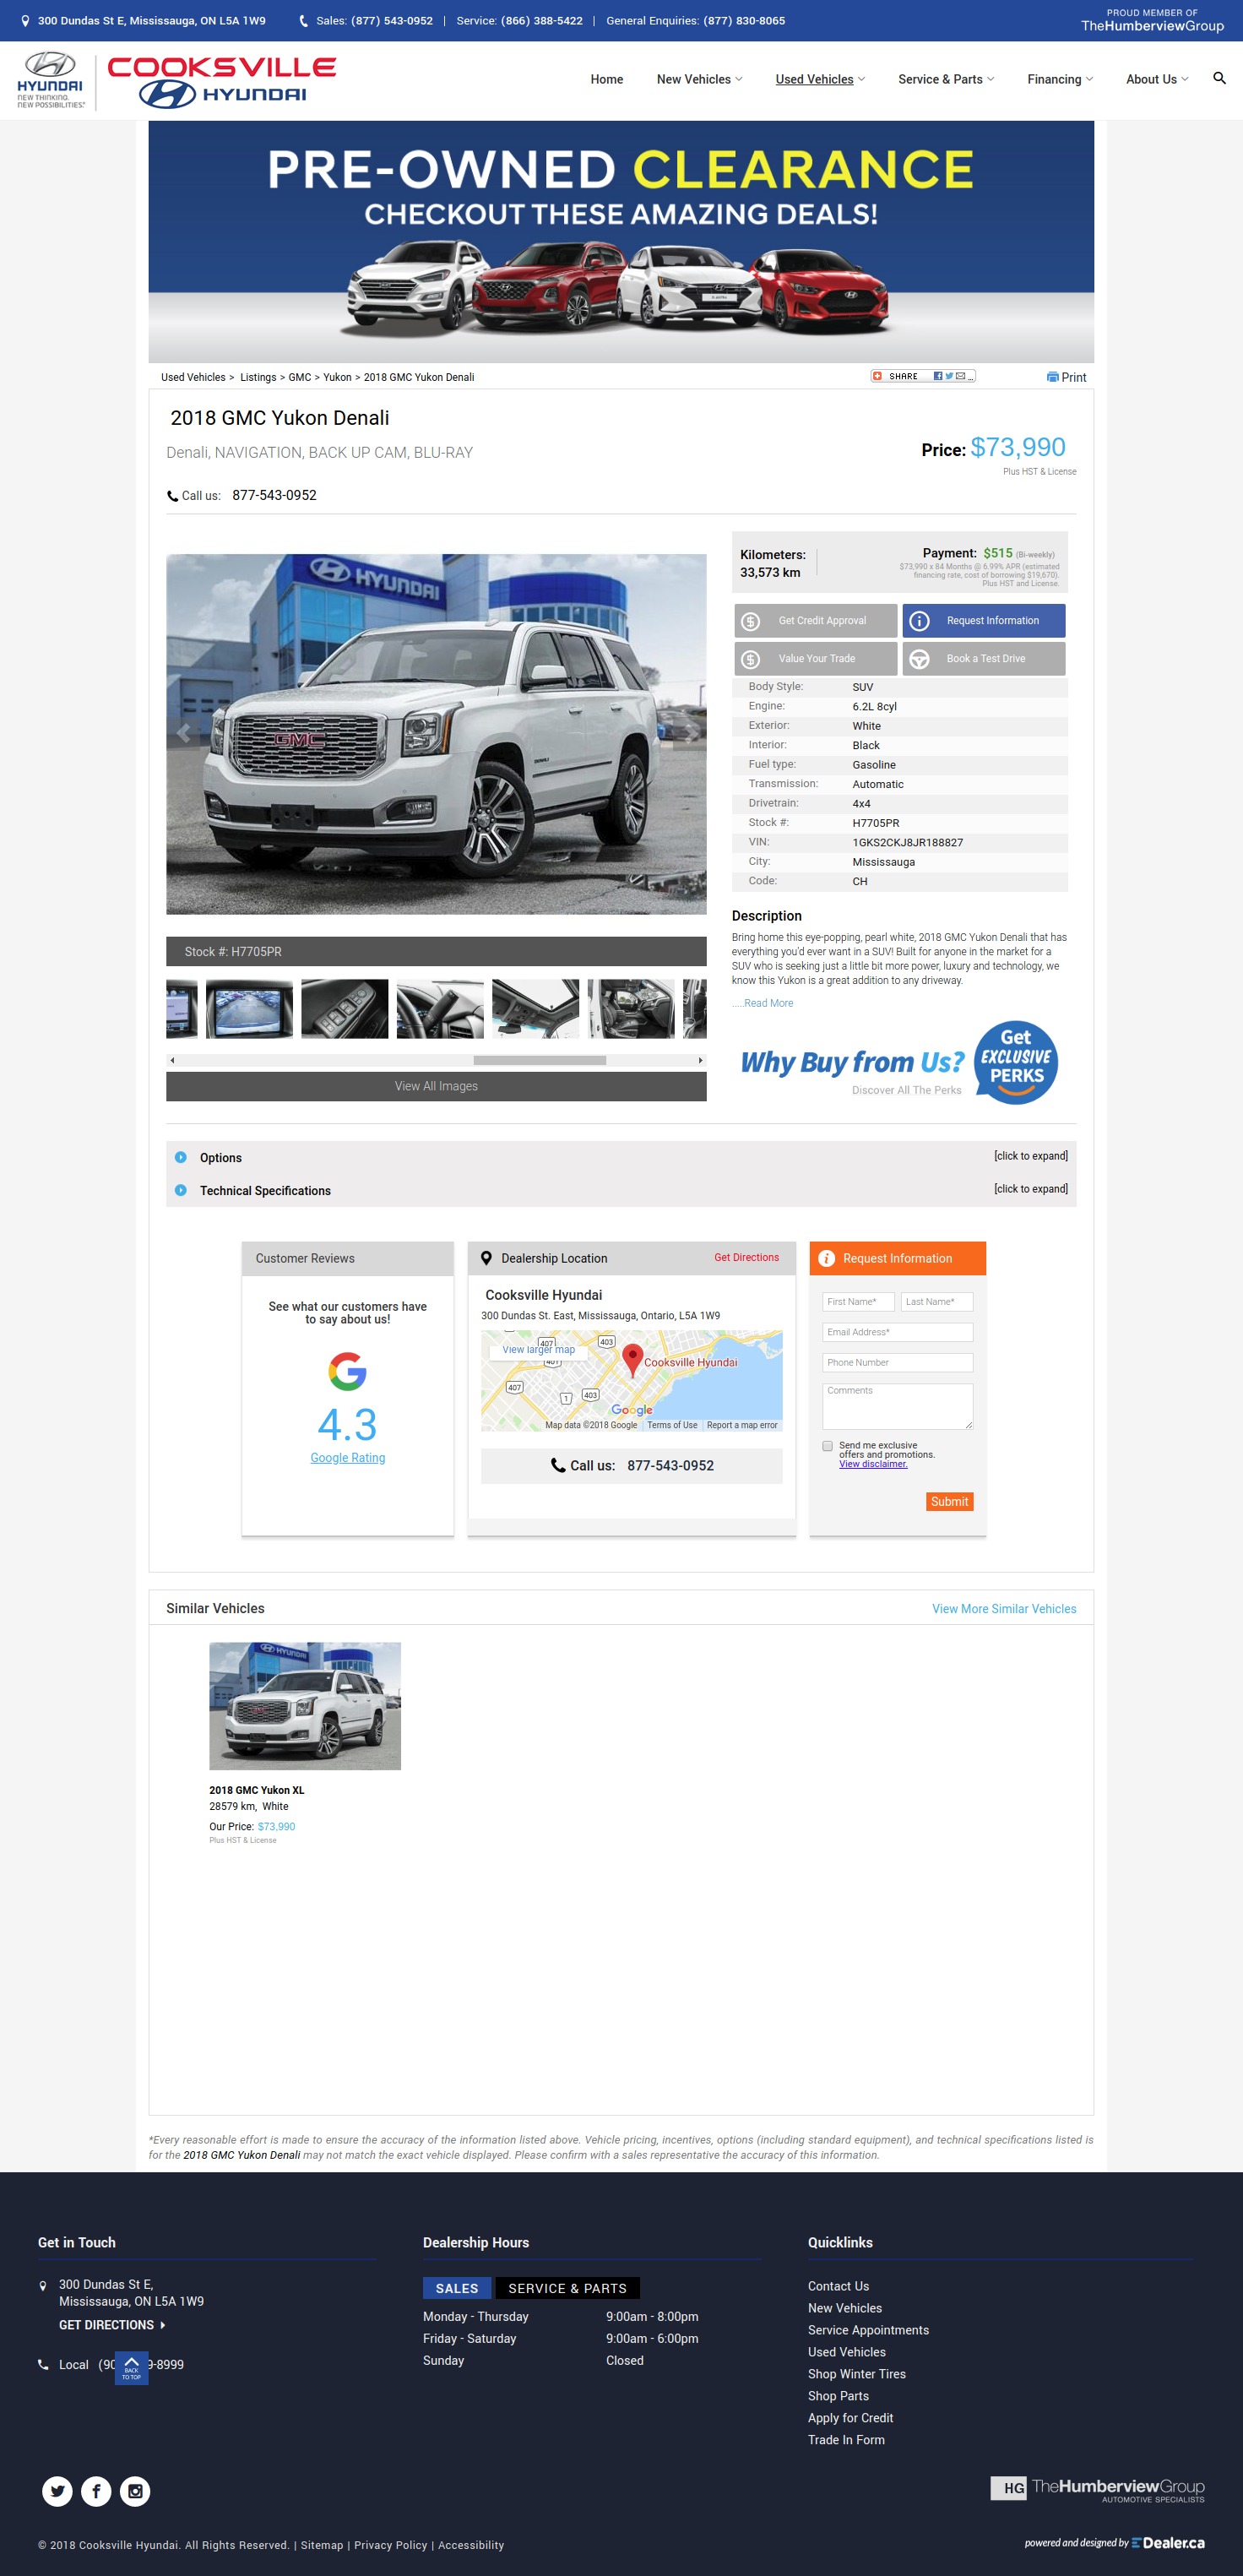 300 Dundas St E, Mississauga, ON L5A 1W9
Sales: (877) 543-0952 | Service: (866) 388-5422 | General Enquiries: (877) 830-8065
PROUD MEMBER OF
TheHumberviewGroup
HYUNDAI
NEW THINKING.
NEW POSSIBILITIES.
COOKSVILLE
HYUNDAI
Home
New Vehicles
Used Vehicles
Service & Parts
Financing
About Us
PRE-OWNED CLEARANCE
CHECKOUT THESE AMAZING DEALS!
Used Vehicles > Listings > GMC > Yukon > 2018 GMC Yukon Denali
SHARE
Print
2018 GMC Yukon Denali
Denali, NAVIGATION, BACK UP CAM, BLU-RAY
Price: $73,990
Plus HST & License
Call us: 877-543-0952
HYUNDAI
GMC
Kilometers:
33,573 km
Payment: $515 (Bi-weekly)
$73,990 x 84 Months @ 6.99% APR (estimated
financing rate, cost of borrowing $19,670).
Plus HST and License.
Get Credit Approval
Request Information
Value Your Trade
Book a Test Drive
Body Style: SUV
Engine: 6.2L 8cyl
Exterior: White
Interior: Black
Fuel type: Gasoline
Transmission: Automatic
Drivetrain: 4x4
Stock #: H7705PR
VIN: 1GKS2CKJ8JR188827
City: Mississauga
Code: CH
Stock #: H7705PR
View All Images
Description
Bring home this eye-popping, pearl white, 2018 GMC Yukon Denali that has
everything you'd ever want in a SUV! Built for anyone in the market for a
SUV who is seeking just a little bit more power, luxury and technology, we
know this Yukon is a great addition to any driveway.
.....Read More
Why Buy from Us?
Discover All The Perks
Get
EXCLUSIVE
PERKS
Options [click to expand]
Technical Specifications [click to expand]
Customer Reviews
See what our customers have
to say about us!
4.3
Google Rating
Dealership Location
Get Directions
Cooksville Hyundai
300 Dundas St. East, Mississauga, Ontario, L5A 1W9
View larger map
407
403
401
407
1
403
Cooksville Hyundai
Google
Map data ©2018 Google
Terms of Use
Report a map error
Call us: 877-543-0952
Request Information
First Name*
Last Name*
Email Address*
Phone Number
Comments
Send me exclusive
offers and promotions.
View disclaimer.
Submit
Similar Vehicles
View More Similar Vehicles
HYUNDAI
2018 GMC Yukon XL
28579 km, White
Our Price: $73,990
Plus HST & License
*Every reasonable effort is made to ensure the accuracy of the information listed above. Vehicle pricing, incentives, options (including standard equipment), and technical specifications listed is
for the 2018 GMC Yukon Denali may not match the exact vehicle displayed. Please confirm with a sales representative the accuracy of this information.
Get in Touch
300 Dundas St E,
Mississauga, ON L5A 1W9
GET DIRECTIONS
Local (90 9-8999
BACK
TO TOP
Dealership Hours
SALES
SERVICE & PARTS
Monday - Thursday 9:00am - 8:00pm
Friday - Saturday 9:00am - 6:00pm
Sunday Closed
Quicklinks
Contact Us
New Vehicles
Service Appointments
Used Vehicles
Shop Winter Tires
Shop Parts
Apply for Credit
Trade In Form
HG TheHumberviewGroup
AUTOMOTIVE SPECIALISTS
© 2018 Cooksville Hyundai. All Rights Reserved. | Sitemap | Privacy Policy | Accessibility
powered and designed by Dealer.ca